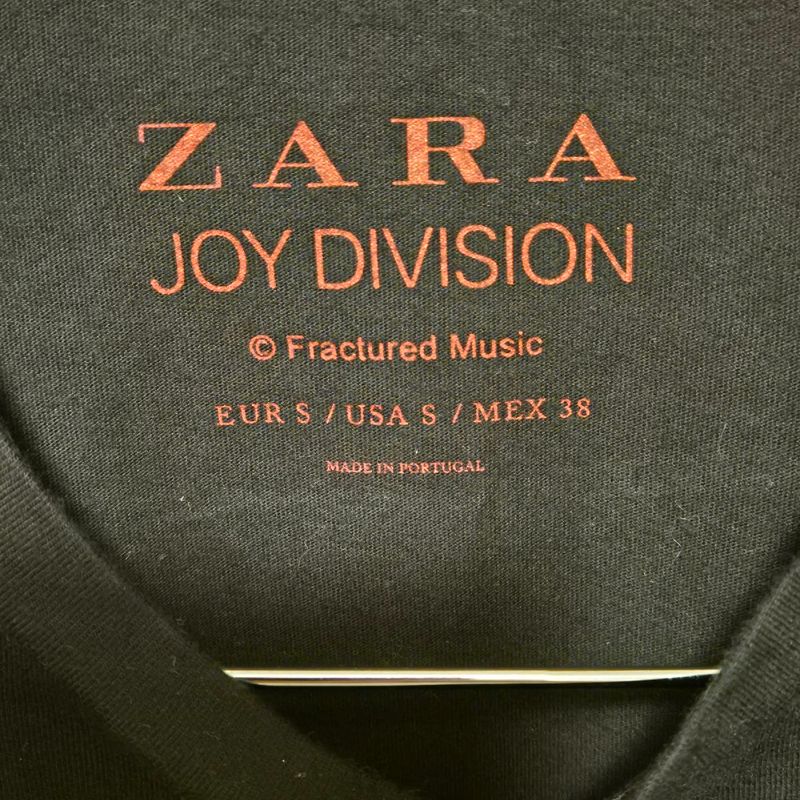 ZARA
JOY DIVISION
© Fractured Music
EUR S / USA S / MEX 38
MADE IN PORTUGAL